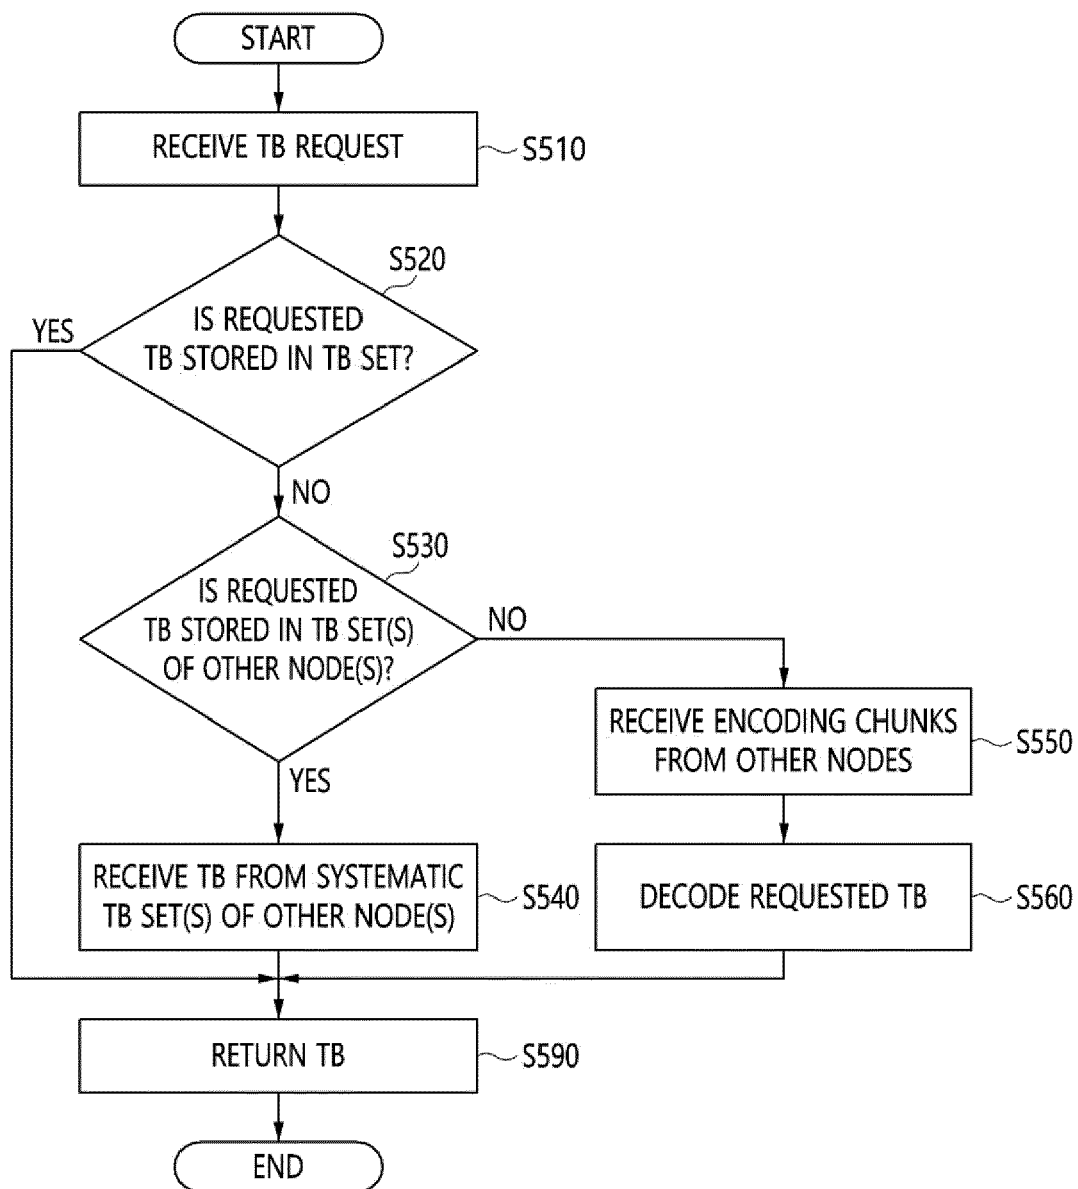 START
RECEIVE TB REQUEST
S510
S520
YES
IS REQUESTED
TB STORED IN TB SET?
NO
S530
IS REQUESTED
TB STORED IN TB SET(S)
OF OTHER NODE(S)?
NO
RECEIVE ENCODING CHUNKS
FROM OTHER NODES
S550
YES
RECEIVE TB FROM SYSTEMATIC
TB SET(S) OF OTHER NODE(S)
S540
DECODE REQUESTED TB
S560
RETURN TB
S590
END